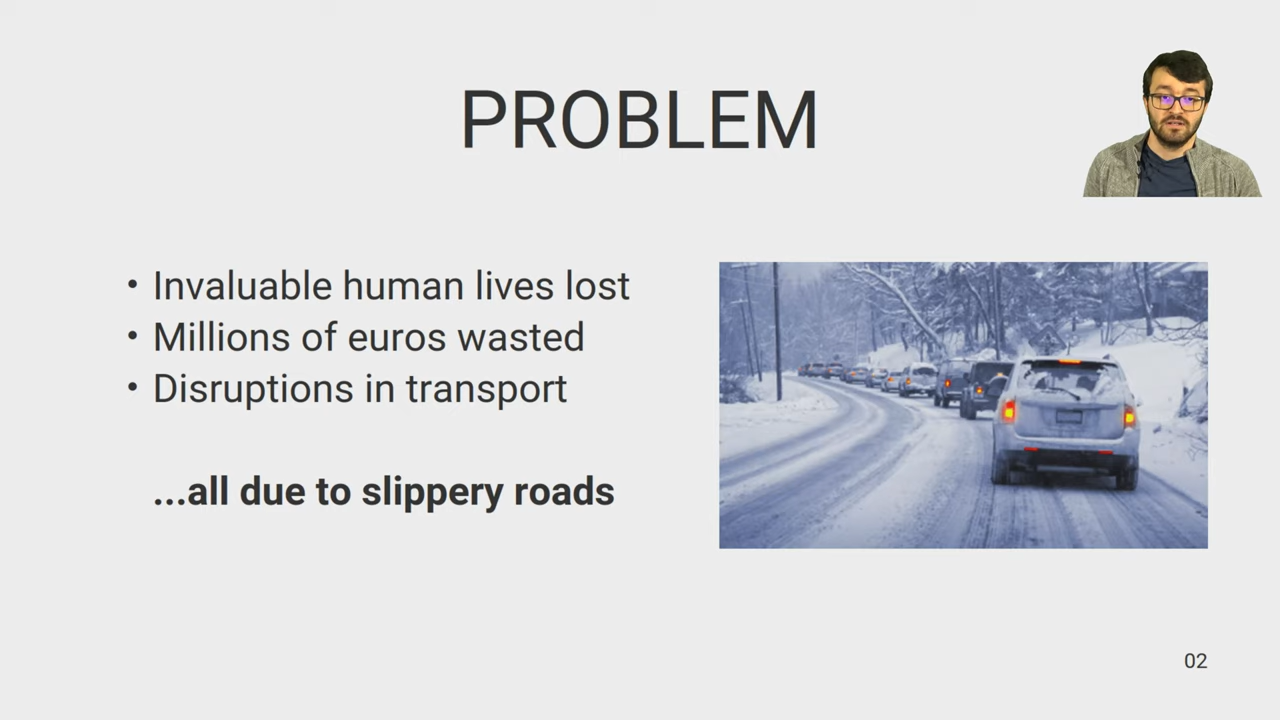 PROBLEM
• Invaluable human lives lost
• Millions of euros wasted
• Disruptions in transport
...all due to slippery roads
02